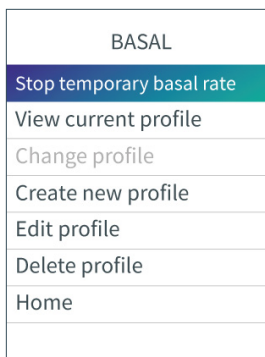 BASAL
Stop temporary basal rate
View current profile
Change profile
Create new profile
Edit profile
Delete profile
Home